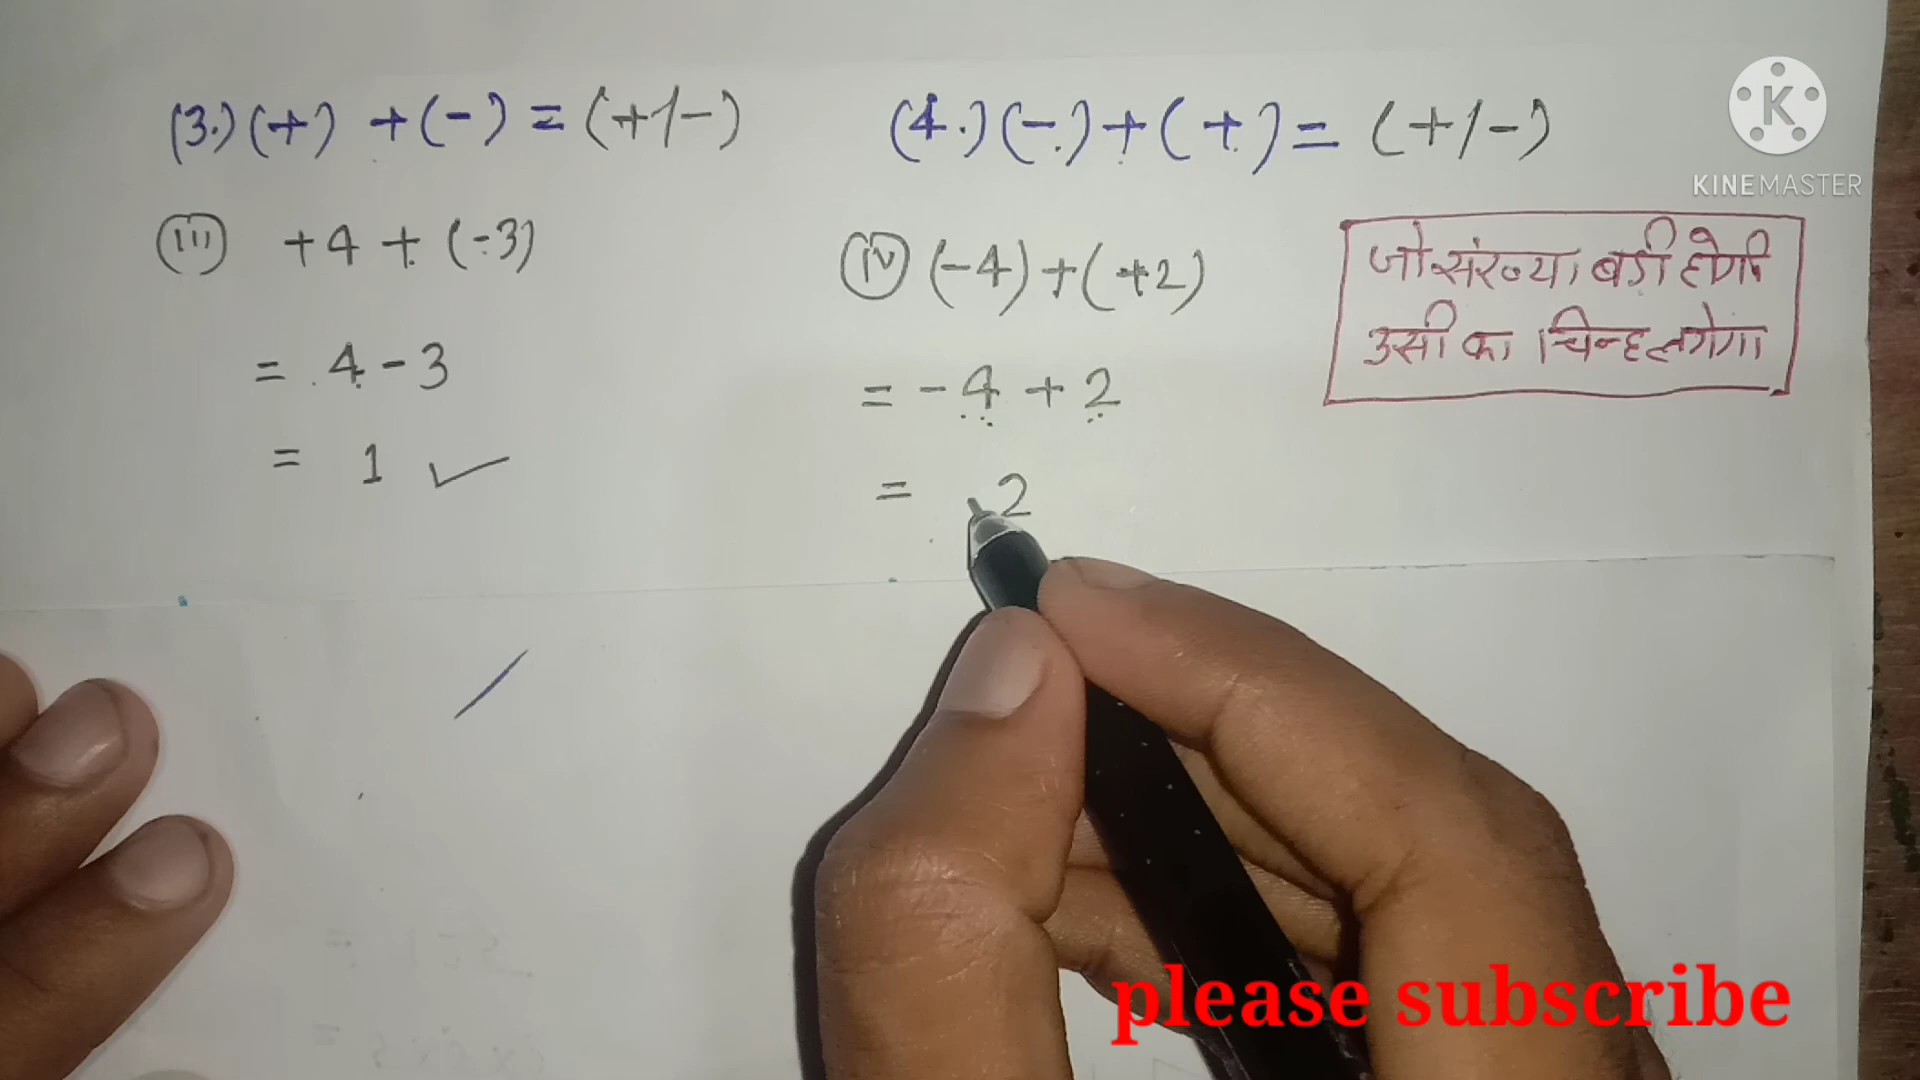 (3.) (+) + (-) = (+/-)
(iii) +4 + (-3)
= 4 - 3
= 1 ✓
(4.) (-) + (+) = (+/-)
(iv) (-4) + (+2)
= -4 + 2
= 2
KINEMASTER
जो संख्या बड़ी होगी
उसी का चिन्ह लगेगा
please subscribe